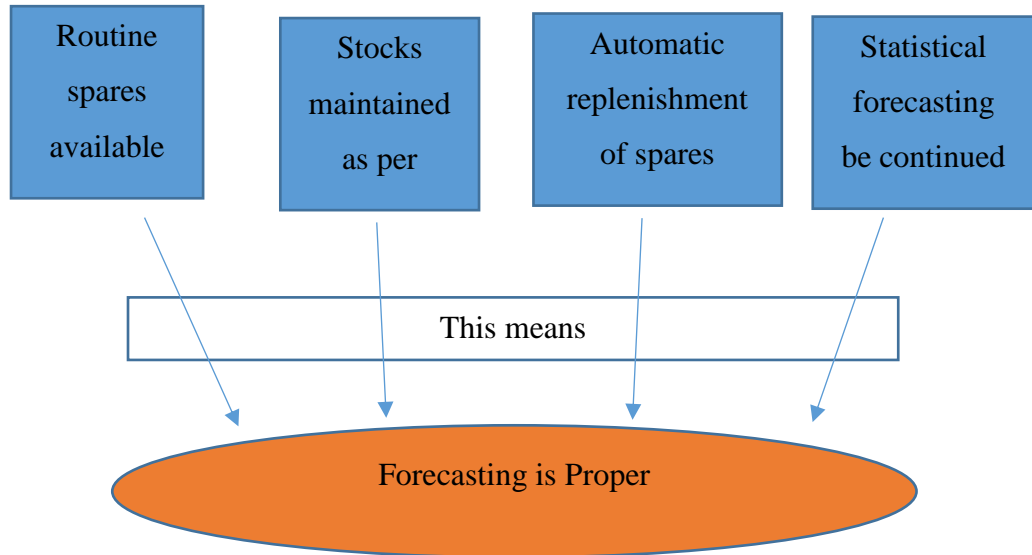 Routine
spares
available
Stocks
maintained
as per
Automatic
replenishment
of spares
Statistical
forecasting
be continued
This means
Forecasting is Proper